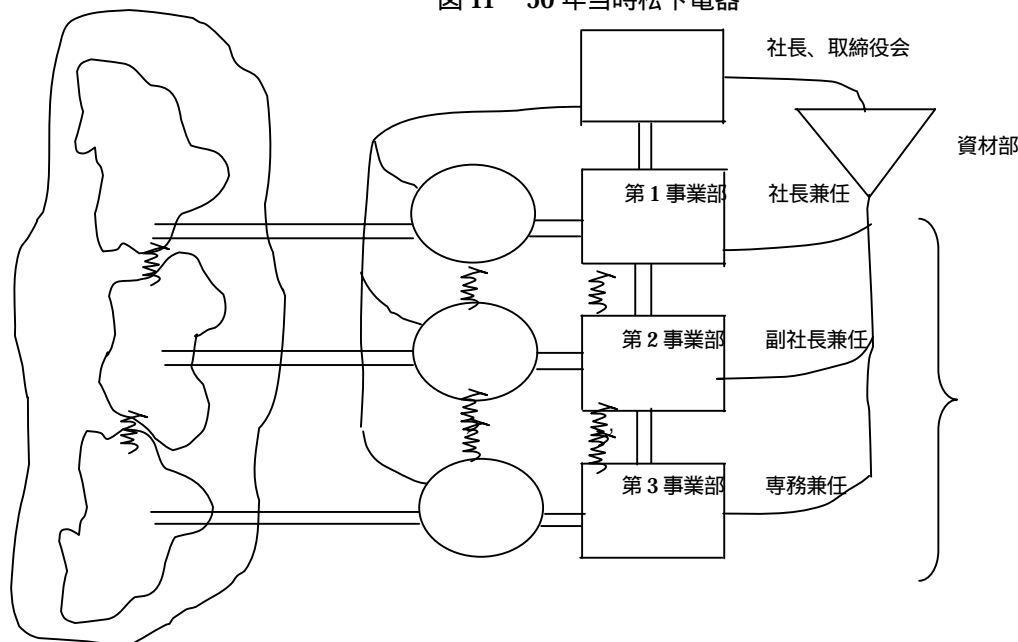 図 11 50 年当時松下電器
社長、取締役会
資材部
第 1 事業部 社長兼任
第 2 事業部 副社長兼任
第 3 事業部 専務兼任